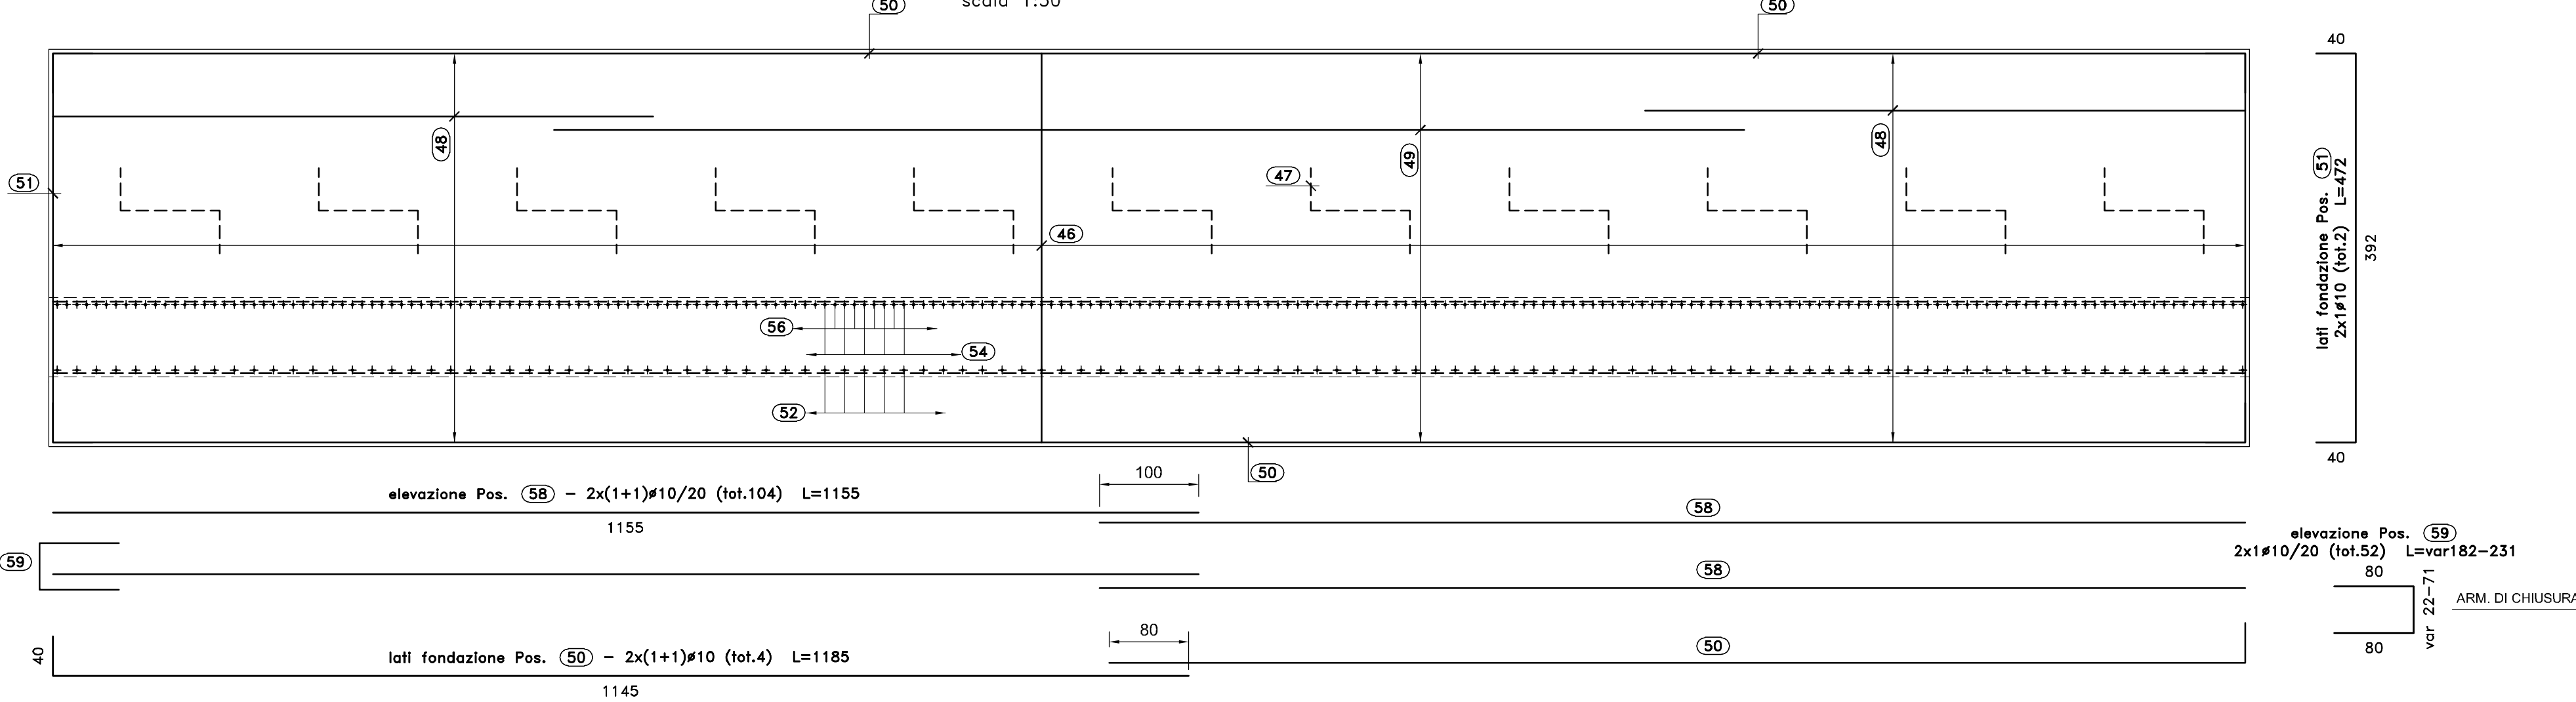 50
scala 1:50
50
40
48
49
48
51
47
46
lati fondazione Pos. 51
2x1ø10 (tot.2) L=472
392
56
54
52
50
40
100
elevazione Pos. 58 – 2x(1+1)ø10/20 (tot.104) L=1155
1155
58
59
58
elevazione Pos. 59
2x1ø10/20 (tot.52) L=var182-231
80
var 22-71
ARM. DI CHIUSURA
80
80
40
lati fondazione Pos. 50 – 2x(1+1)ø10 (tot.4) L=1185
50
1145